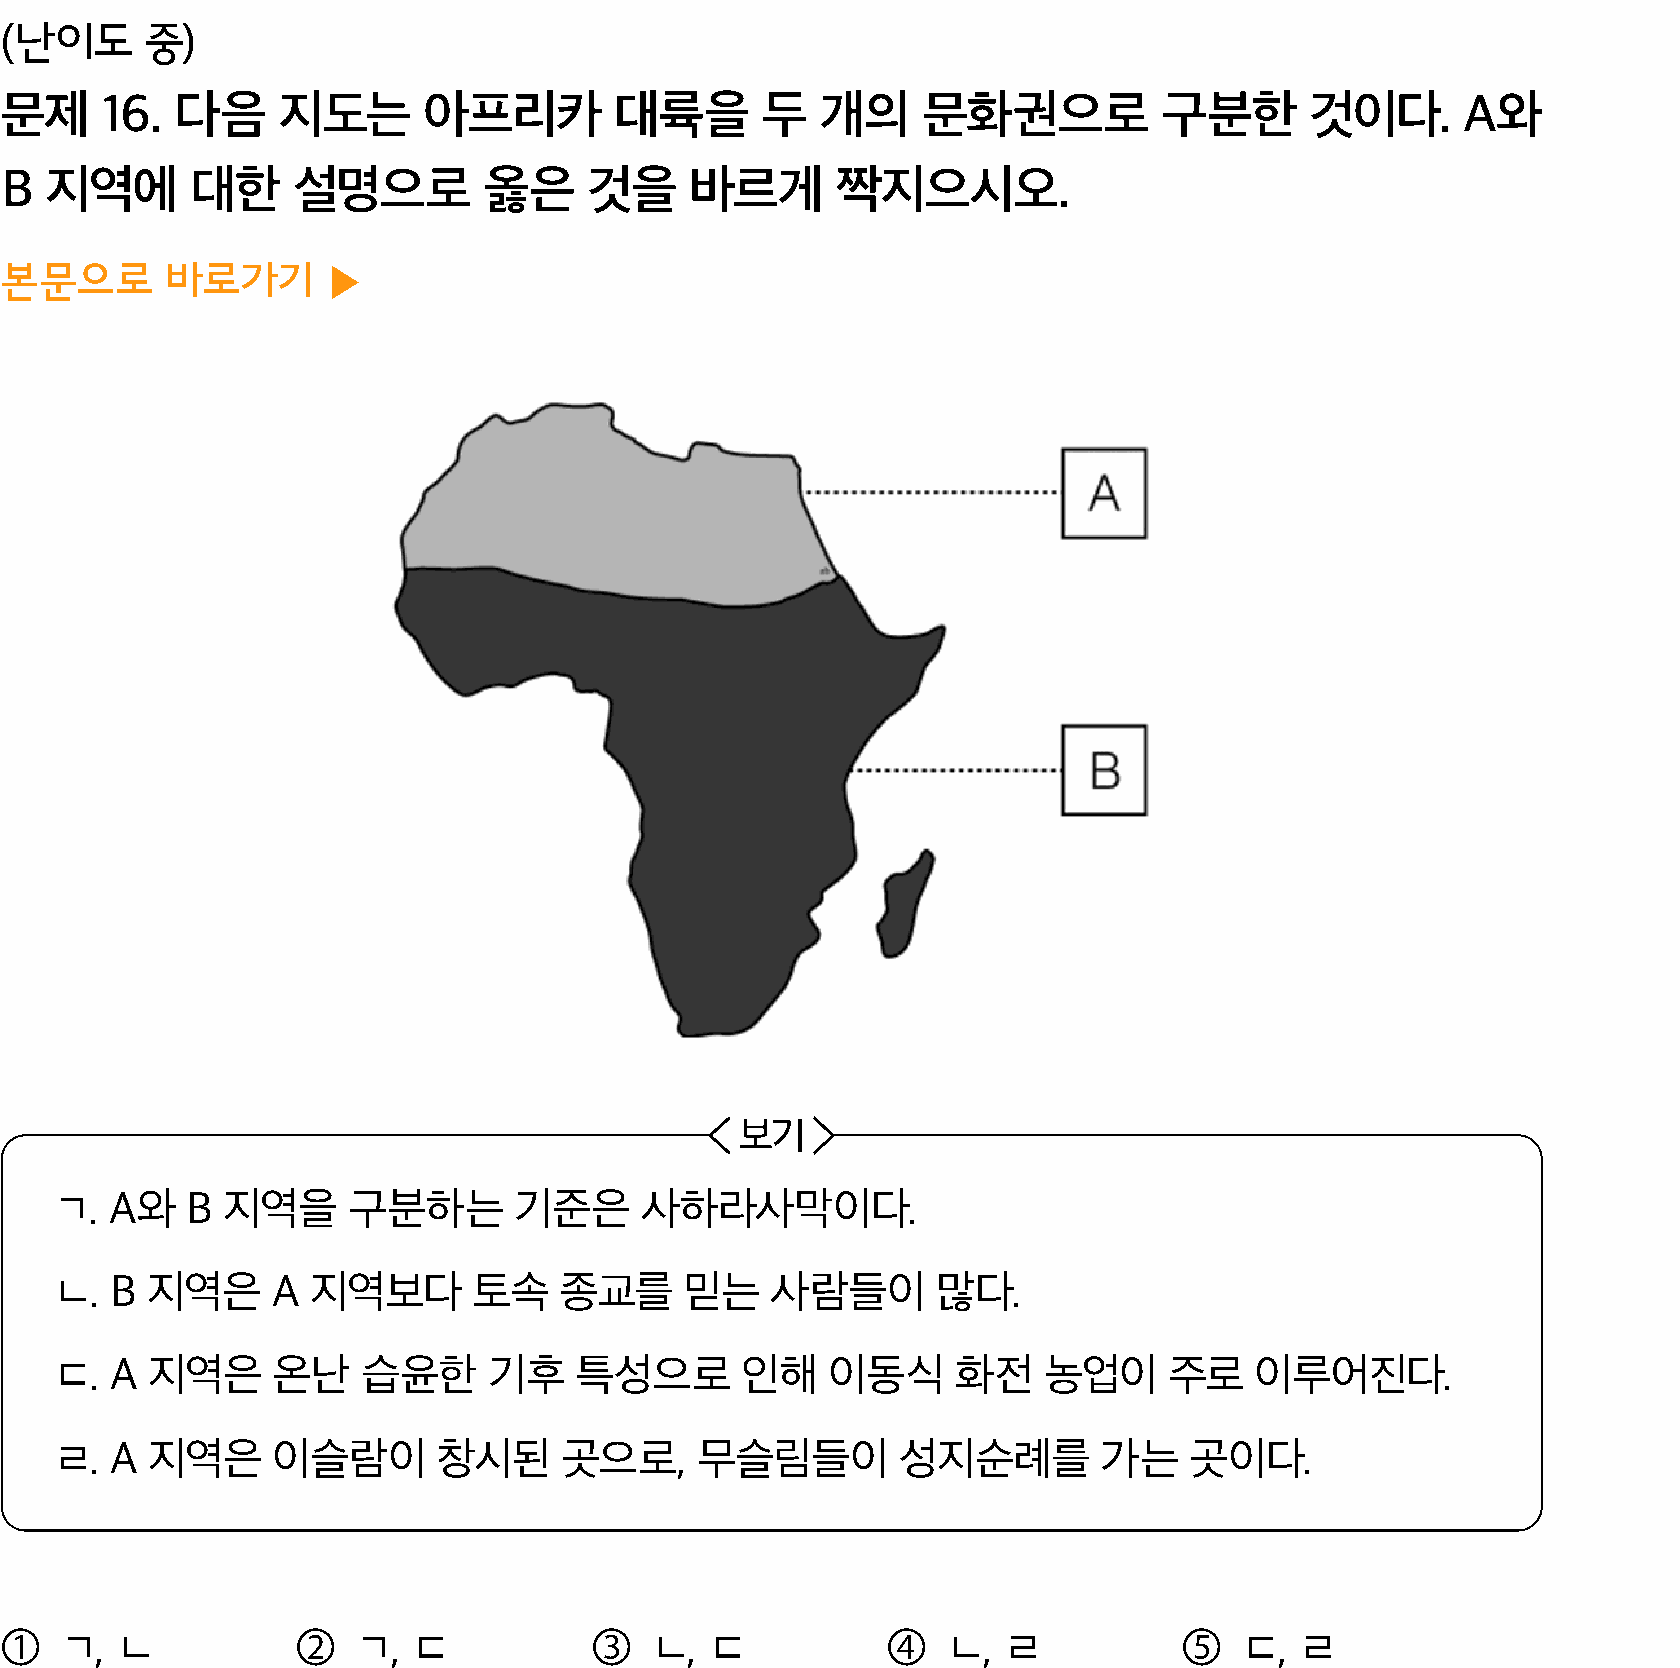 (난이도 중)
문제 16. 다음 지도는 아프리카 대륙을 두 개의 문화권으로 구분한 것이다. A와
B 지역에 대한 설명으로 옳은 것을 바르게 짝지으시오.
본문으로 바로가기 ▶
A
B
< 보기 >
ㄱ. A와 B 지역을 구분하는 기준은 사하라사막이다.
ㄴ. B 지역은 A 지역보다 토속 종교를 믿는 사람들이 많다.
ㄷ. A 지역은 온난 습윤한 기후 특성으로 인해 이동식 화전 농업이 주로 이루어진다.
ㄹ. A 지역은 이슬람이 창시된 곳으로, 무슬림들이 성지순례를 가는 곳이다.
① ㄱ, ㄴ ② ㄱ, ㄷ ③ ㄴ, ㄷ ④ ㄴ, ㄹ ⑤ ㄷ, ㄹ